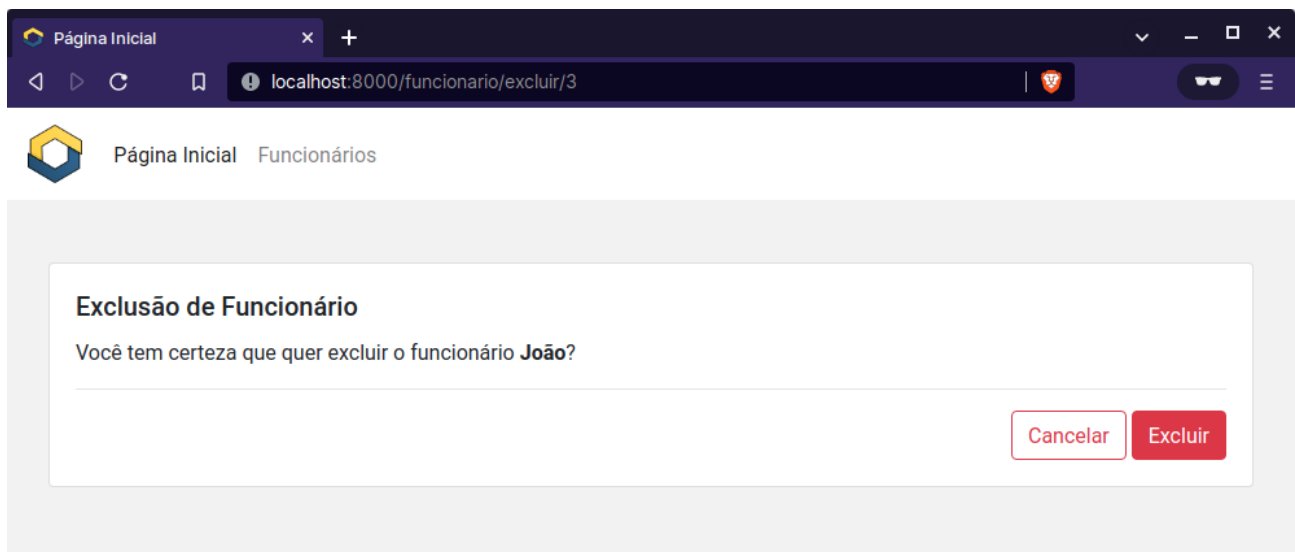 Página Inicial
localhost:8000/funcionario/excluir/3
Página Inicial Funcionários
Exclusão de Funcionário
Você tem certeza que quer excluir o funcionário João?
Cancelar Excluir